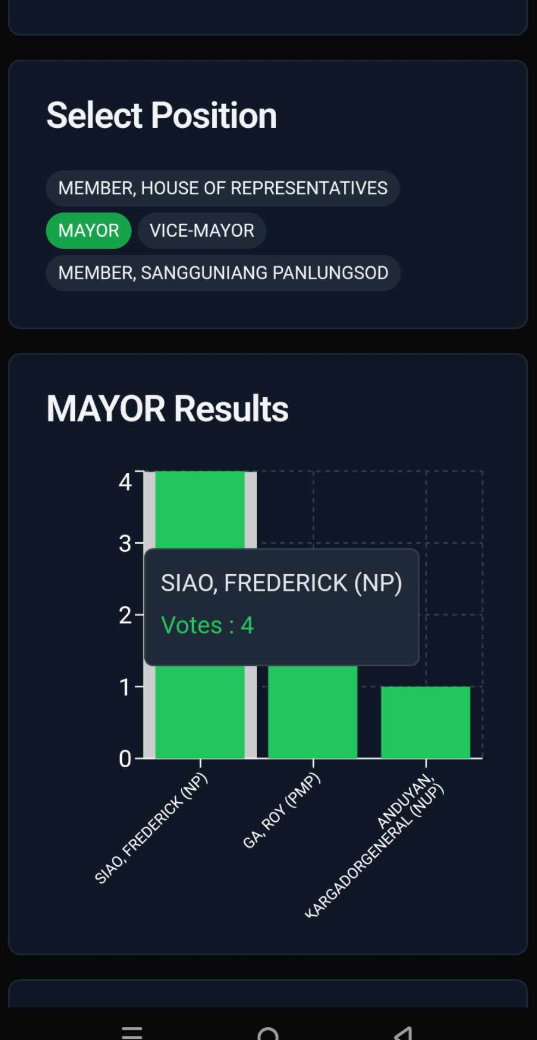 Select Position
MEMBER, HOUSE OF REPRESENTATIVES
MAYOR VICE-MAYOR
MEMBER, SANGGUNIANG PANLUNGSOD
MAYOR Results
4
3
2
1
0
SIAO, FREDERICK (NP)
Votes : 4
SIAO, FREDERICK (NP)
GA, ROY (PMP)
ANDUYAN,
KARGADORGENERAL (NUP)